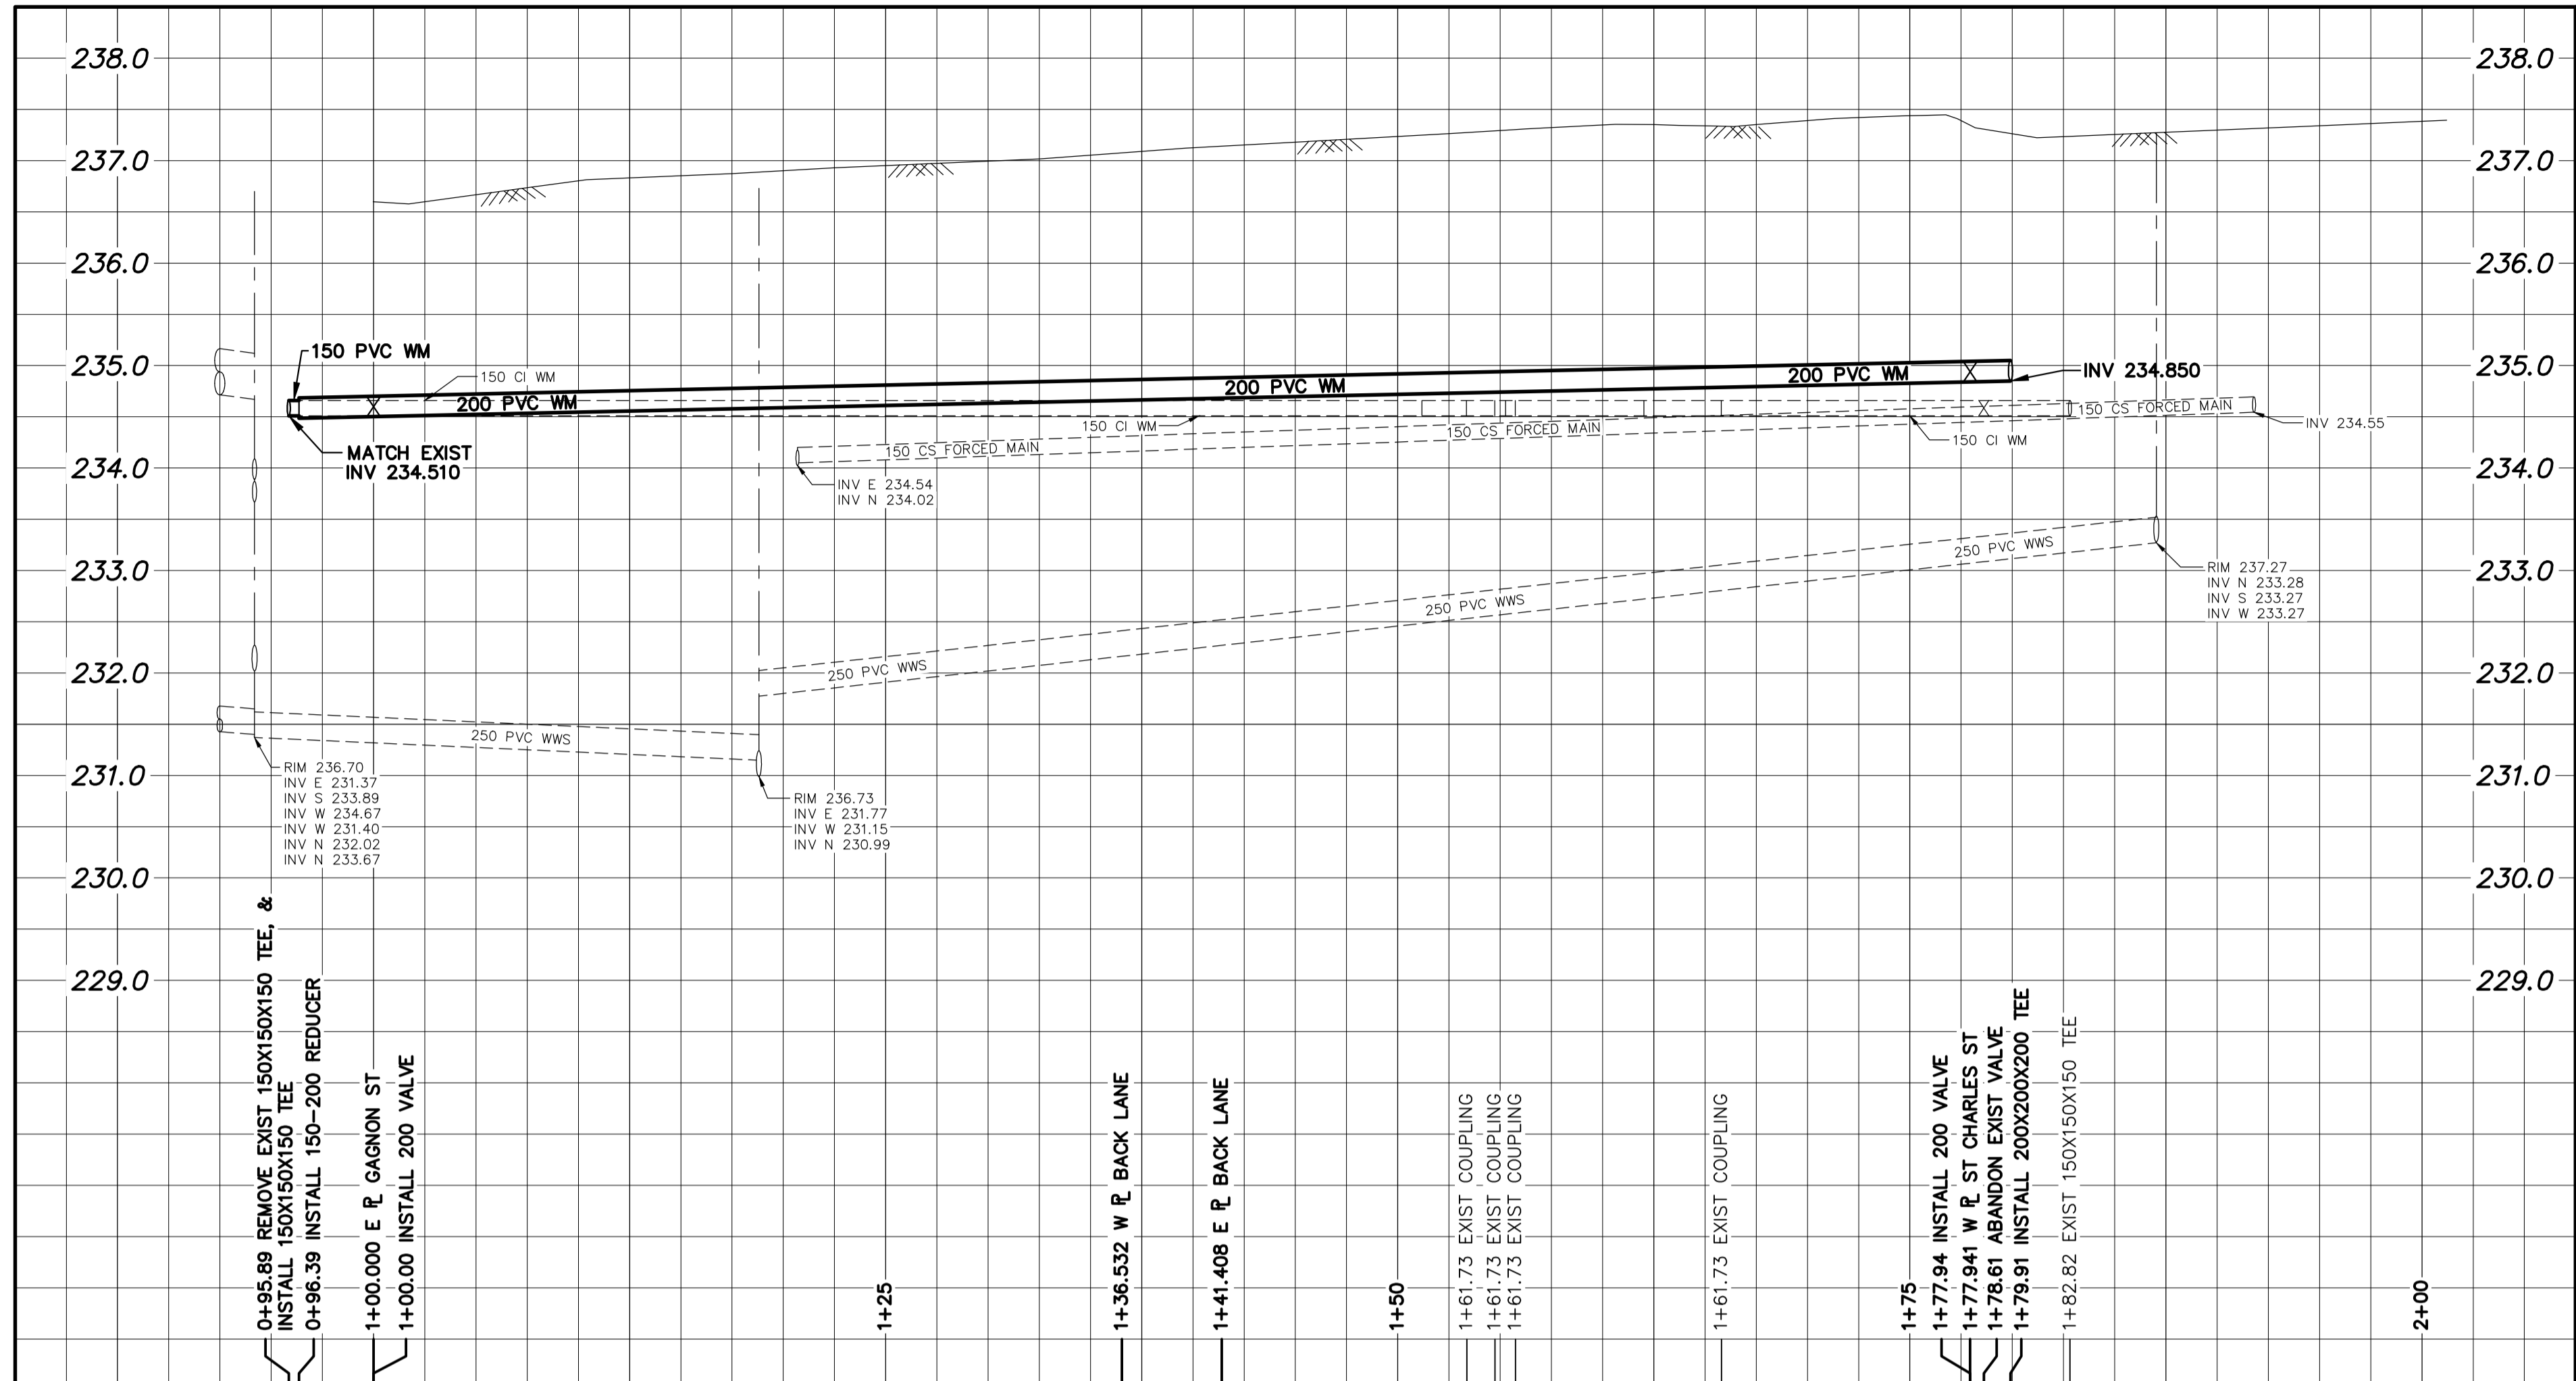 238.0
238.0
237.0
237.0
236.0
236.0
235.0
235.0
234.0
234.0
233.0
233.0
232.0
232.0
231.0
231.0
230.0
230.0
229.0
229.0
150 PVC WM
150 CI WM
200 PVC WM
200 PVC WM
200 PVC WM
INV 234.850
MATCH EXIST
INV 234.510
150 CI WM
150 CS FORCED MAIN
150 CS FORCED MAIN
150 CS FORCED MAIN
150 CI WM
INV 234.55
INV E 234.54
INV N 234.02
250 PVC WWS
250 PVC WWS
250 PVC WWS
250 PVC WWS
RIM 237.27
INV N 233.28
INV S 233.27
INV W 233.27
RIM 236.70
INV E 231.37
INV S 233.89
INV W 234.67
INV W 231.40
INV N 232.02
INV N 233.67
RIM 236.73
INV E 231.77
INV W 231.15
INV N 230.99
0+95.89 REMOVE EXIST 150X150X150 TEE, &
INSTALL 150X150X150 TEE
0+96.39 INSTALL 150-200 REDUCER
1+00.000 E ⅊ GAGNON ST
1+00.00 INSTALL 200 VALVE
1+25
1+36.532 W ⅊ BACK LANE
1+41.408 E ⅊ BACK LANE
1+50
1+61.73 EXIST COUPLING
1+61.73 EXIST COUPLING
1+61.73 EXIST COUPLING
1+61.73 EXIST COUPLING
1+75
1+77.94 INSTALL 200 VALVE
1+77.941 W ⅊ ST CHARLES ST
1+78.61 ABANDON EXIST VALVE
1+79.91 INSTALL 200X200X200 TEE
1+82.82 EXIST 150X150X150 TEE
2+00